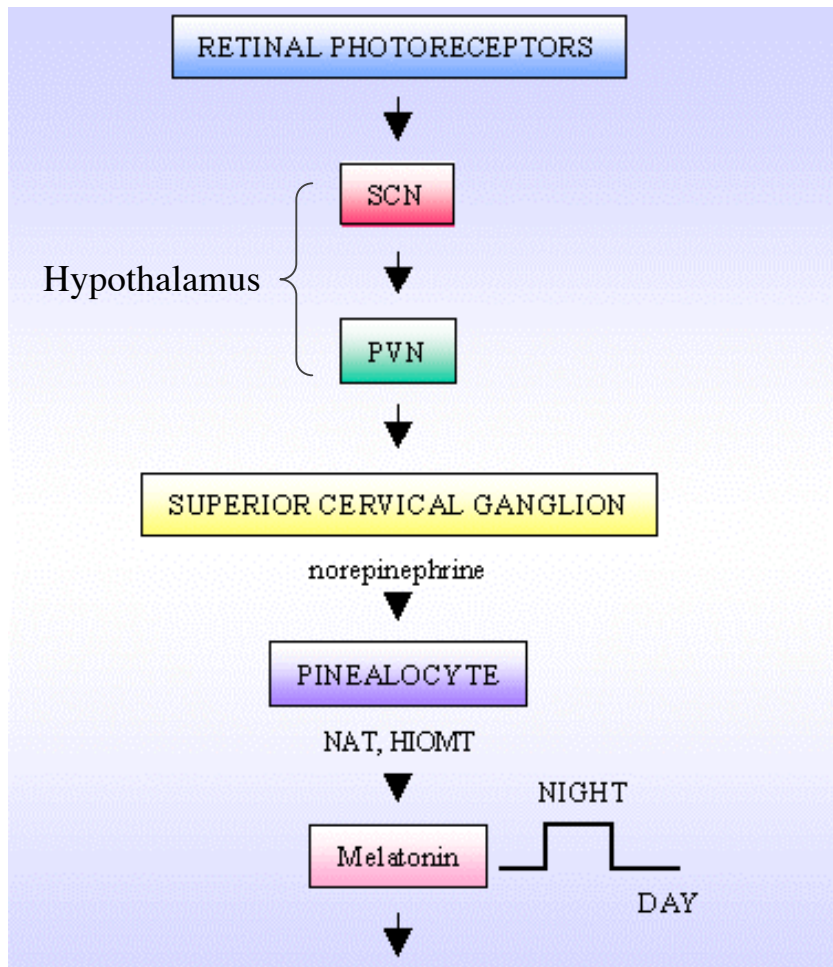 RETINAL PHOTORECEPTORS
SCN
Hypothalamus
PVN
SUPERIOR CERVICAL GANGLION
norepinephrine
PINEALOCYTE
NAT, HIOMT
NIGHT
Melatonin
DAY